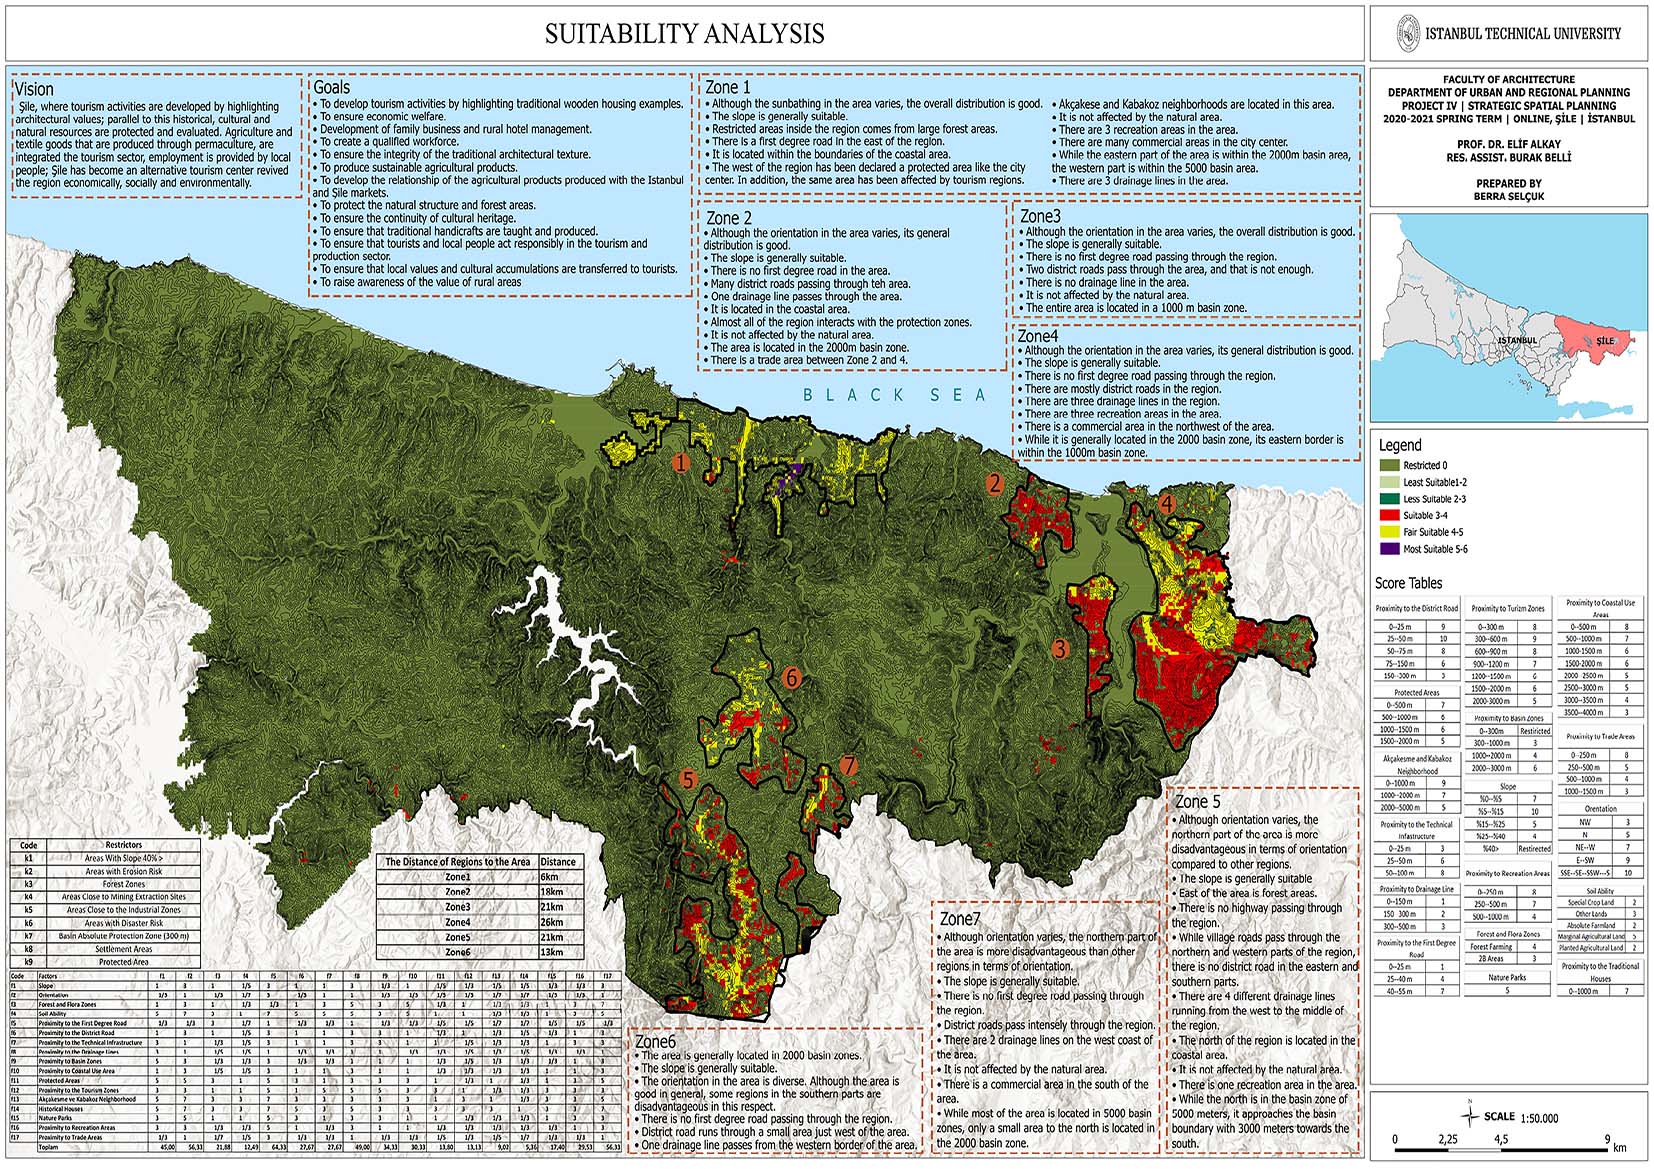 SUITABILITY ANALYSIS
ISTANBUL TECHNICAL UNIVERSITY
FACULTY OF ARCHITECTURE
DEPARTMENT OF URBAN AND REGIONAL PLANNING
PROJECT IV | STRATEGIC SPATIAL PLANNING
2020-2021 SPRING TERM | ONLINE, ŞİLE | İSTANBUL
PROF. DR. ELİF ALKAY
RES. ASSIST. BURAK BELLİ
PREPARED BY
BERRA SELÇUK
Vision
Şile, where tourism activities are developed by highlighting
architectural values; parallel to this historical, cultural and
natural resources are protected and evaluated. Agriculture and
textile goods that are produced through permaculture, are
integrated the tourism sector, employment is provided by local
people; Şile has become an alternative tourism center revived
the region economically, socially and environmentally.
Goals
• To develop tourism activities by highlighting traditional wooden housing examples.
• To ensure economic welfare.
• Development of family business and rural hotel management.
• To create a qualified workforce.
• To ensure the integrity of the traditional architectural texture.
• To produce sustainable agricultural products.
• To develop the relationship of the agricultural products produced with the Istanbul
and Şile markets.
• To protect the natural structure and forest areas.
• To ensure the continuity of cultural heritage.
• To ensure that traditional handicrafts are taught and produced.
• To ensure that tourists and local people act responsibly in the tourism and
production sector.
• To ensure that local values and cultural accumulations are transferred to tourists.
• To raise awareness of the value of rural areas
Zone 1
• Although the sunbathing in the area varies, the overall distribution is good.
• The slope is generally suitable.
• Restricted areas inside the region comes from large forest areas.
• There is a first degree road in the east of the region.
• It is located within the boundaries of the coastal area.
• The west of the region has been declared a protected area like the city
center. In addition, the same area has been affected by tourism regions.
• Akçakese and Kabakoz neighborhoods are located in this area.
• It is not affected by the natural area.
• There are 3 recreation areas in the area.
• There are many commercial areas in the city center.
• While the eastern part of the area is within the 2000m basin area,
the western part is within the 5000 basin area.
• There are 3 drainage lines in the area.
Zone 2
• Although the orientation in the area varies, its general
distribution is good.
• The slope is generally suitable.
• There is no first degree road in the area.
• Many district roads passing through teh area.
• One drainage line passes through the area.
• It is located in the coastal area.
• Almost all of the region interacts with the protection zones.
• It is not affected by the natural area.
• The area is located in the 2000m basin zone.
• There is a trade area between Zone 2 and 4.
Zone3
• Although the orientation in the area varies, the overall distribution is good.
• The slope is generally suitable.
• There is no first degree road passing through the region.
• Two district roads pass through the area, and that is not enough.
• There is no drainage line in the area.
• It is not affected by the natural area.
• The entire area is located in a 1000 m basin zone.
Zone4
• Although the orientation in the area varies, its general distribution is good.
• The slope is generally suitable.
• There is no first degree road passing through the region.
• There are mostly district roads in the region.
• There are three drainage lines in the region.
• There are three recreation areas in the area.
• There is a commercial area in the northwest of the area.
• While it is generally located in the 2000 basin zone, its eastern border is
within the 1000m basin zone.
BLACK SEA
1
2
3
4
5
6
7
ISTANBUL
ŞİLE
Legend
Restricted 0
Least Suitable1-2
Less Suitable 2-3
Suitable 3-4
Fair Suitable 4-5
Most Suitable 5-6
Score Tables
Proximity to the District Road
0--25 m 9
25--50 m 10
50--75 m 8
75--150 m 6
150--300 m 3
Protected Areas
0--500 m 7
500--1000 m 6
1000--1500 m 6
1500--2000 m 5
Akçakesme and Kabakoz
Neighborhood
0--1000 m 9
1000--2000 m 7
2000--5000 m 5
Proximity to the Technical
Infastructure
0--25 m 3
25--50 m 6
50--100 m 8
Proximity to Drainage Line
0--150 m 1
150 300 m 2
300--500 m 3
Proximity to the First Degree
Road
0--25 m 1
25--40 m 4
40--55 m 7
Proximity to Turizm Zones
0--300 m 8
300--600 m 9
600--900 m 8
900--1200 m 7
1200--1500 m 6
1500--2000 m 6
2000-3000 m 5
Proximity to Basin Zones
0--300m Restiricted
300--1000 m 3
1000--2000 m 4
2000--3000 m 6
Slope
%0--%5 7
%5--%15 10
%15--%25 5
%25--%40 4
%40> Restirected
Proximity to Recreation Areas
0--250 m 8
250--500 m 7
500--1000 m 4
Forest and Flora Zones
Forest Farming 4
2B Areas 3
Nature Parks
5
Proximity to Coastal Use
Areas
0--500 m 8
500--1000 m 7
1000-1500 m 6
1500-2000 m 6
2000 2500 m 5
2500--3000 m 5
3000--3500 m 4
3500--4000 m 3
Proximity to Trade Areas
0--250 m 8
250--500 m 5
500--1000 m 4
1000--1500 m 3
Orientation
NW 3
N 5
NE--W 7
E--SW 9
SSE--SE--SSW---S 10
Soil Ability
Special Crop Land 2
Other Lands 3
Absolute Farmland 2
Marginal Agricultural Land 5
Planted Agricultural Land 2
Proximity to the Traditional
Houses
0--1000 m 7
Code Restrictors
k1 Areas With Slope 40% >
k2 Areas with Erosion Risk
k3 Forest Zones
k4 Areas Close to Mining Extraction Sites
k5 Areas Close to the Industrial Zones
k6 Areas with Disaster Risk
k7 Basin Absolute Protection Zone (300 m)
k8 Settlement Areas
k9 Protected Area
The Distance of Regions to the Area Distance
Zone1 6km
Zone2 18km
Zone3 21km
Zone4 26km
Zone5 21km
Zone6 13km
Code Factors f1 f2 f3 f4 f5 f6 f7 f8 f9 f10 f11 f12 f13 f14 f15 f16 f17
f1 Slope
f2 Orientation
f3 Forest and Flora Zones
f4 Soil Ability
f5 Proximity to the First Degree Road
f6 Proximity to the District Road
f7 Proximity to the Technical Infrastructure
f8 Proximity to the Drainage Lines
f9 Proximity to Basin Zones
f10 Proximity to Coastal Use Area
f11 Protected Areas
f12 Proximity to the Tourism Zones
f13 Akçakesme ve Kabakoz Neighborhood
f14 Historical Houses
f15 Nature Parks
f16 Proximity to Recreation Areas
f17 Proximity to Trade Areas
Toplam 45,00 56,33 21,88 12,49 64,33 27,67 27,67 49,00 34,33 30,33 13,80 13,13 9,02 5,36 17,40 29,53 56,33
Zone6
• The area is generally located in 2000 basin zones.
• The slope is generally suitable.
• The orientation in the area is diverse. Although the area is
good in general, some regions in the southern parts are
disadvantageous in this respect.
• There is no first degree road passing through the region.
• District road runs through a small area just west of the area.
• One drainage line passes from the western border of the area.
Zone7
• Although orientation varies, the northern part of
the area is more disadvantageous than other
regions in terms of orientation.
• The slope is generally suitable.
• There is no first degree road passing through
the region.
• District roads pass intensely through the region.
• There are 2 drainage lines on the west coast of
the area.
• It is not affected by the natural area.
• There is a commercial area in the south of the
area.
• While most of the area is located in 5000 basin
zones, only a small area to the north is located in
the 2000 basin zone.
Zone 5
• Although orientation varies, the
northern part of the area is more
disadvantageous in terms of orientation
compared to other regions.
• The slope is generally suitable
• East of the area is forest areas.
• There is no highway passing through
the region.
• While village roads pass through the
northern and western parts of the region,
there is no district road in the eastern and
southern parts.
• There are 4 different drainage lines
running from the west to the middle of
the region.
• The north of the region is located in the
coastal area.
• It is not affected by the natural area.
• There is one recreation area in the area.
• While the north is in the basin zone of
5000 meters, it approaches the basin
boundary with 3000 meters towards the
south.
N
SCALE 1:50.000
0 2,25 4,5 9
km